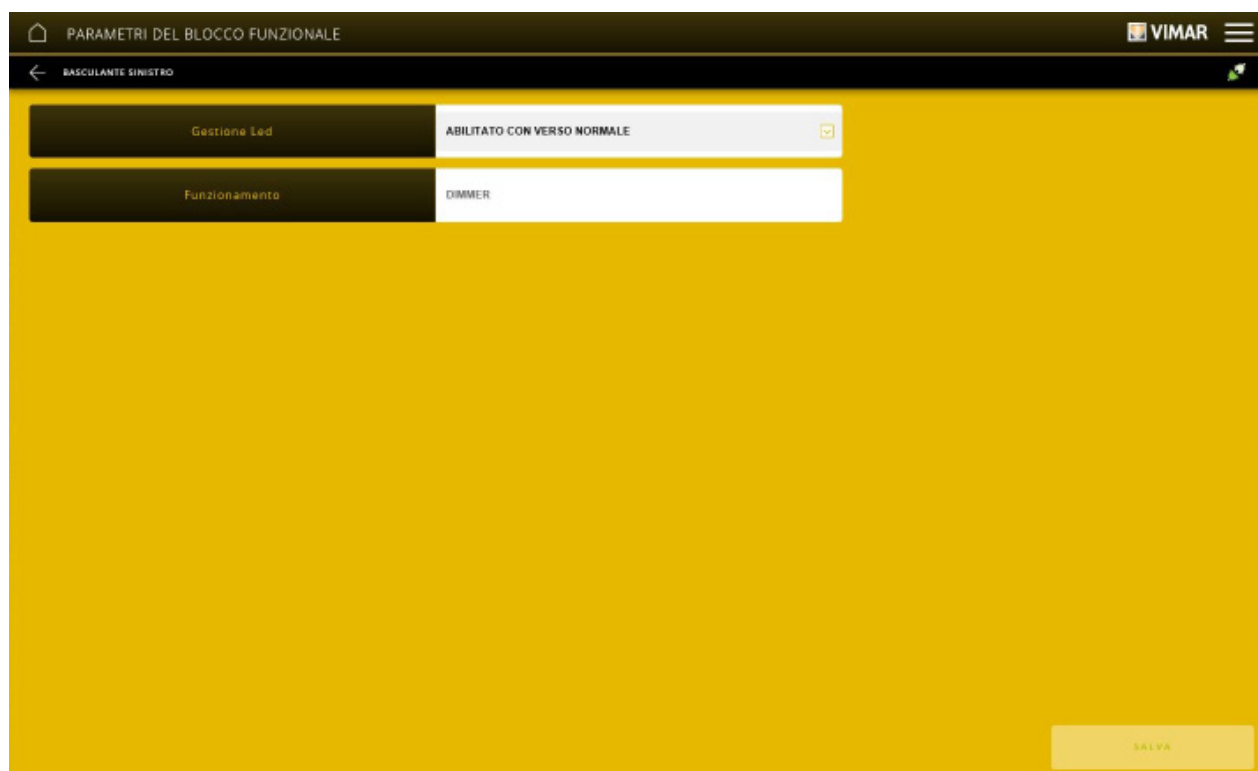 PARAMETRI DEL BLOCCO FUNZIONALE
VIMAR
BASCULANTE SINISTRO
Gestione Led
ABILITATO CON VERSO NORMALE
Funzionamento
DIMMER
SALVA